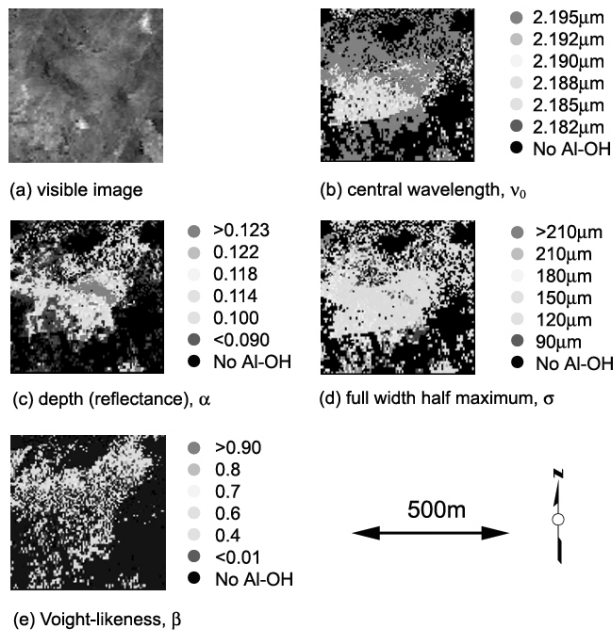 (a) visible image
2.195μm
2.192μm
2.190μm
2.188μm
2.185μm
2.182μm
No Al-OH
(b) central wavelength, ν₀
>0.123
0.122
0.118
0.114
0.100
<0.090
No Al-OH
(c) depth (reflectance), α
>210μm
210μm
180μm
150μm
120μm
90μm
No Al-OH
(d) full width half maximum, σ
>0.90
0.8
0.7
0.6
0.4
<0.01
No Al-OH
(e) Voight-likeness, β
500m
N